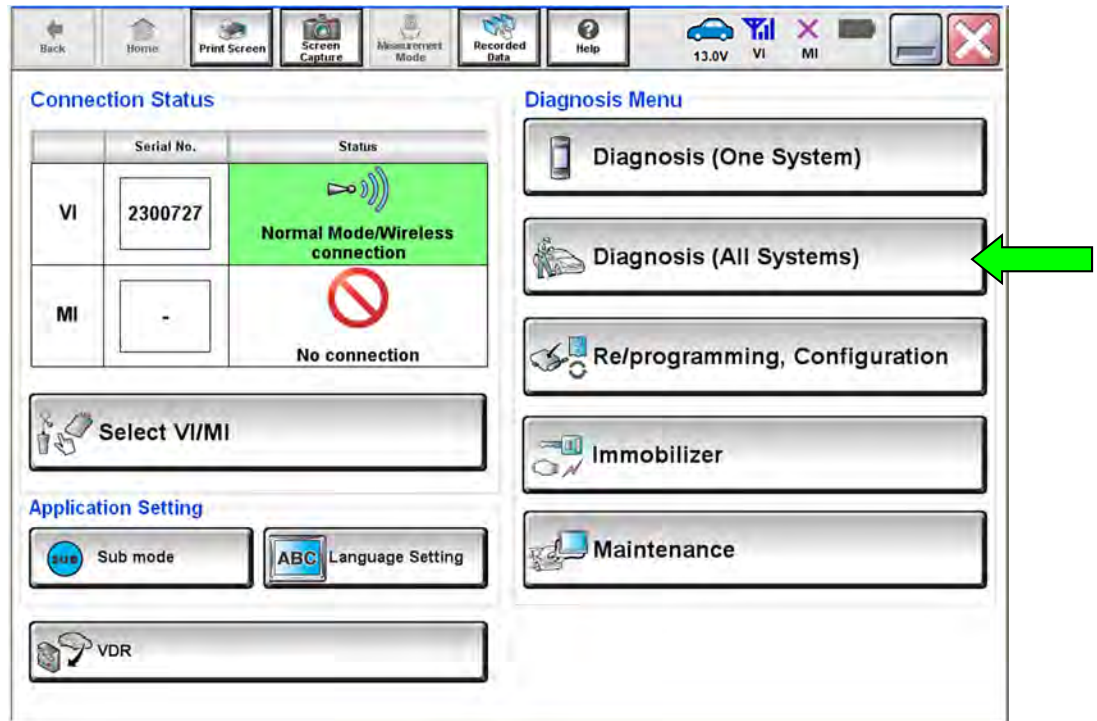 Back
Home
Print Screen
Screen
Capture
Measurement
Mode
Recorded
Data
Help
13.0V
VI
MI
Connection Status
Serial No.
Status
VI
2300727
Normal Mode/Wireless
connection
MI
-
No connection
Select VI/MI
Application Setting
SUB
Sub mode
ABC
Language Setting
VDR
Diagnosis Menu
Diagnosis (One System)
Diagnosis (All Systems)
Re/programming, Configuration
Immobilizer
Maintenance